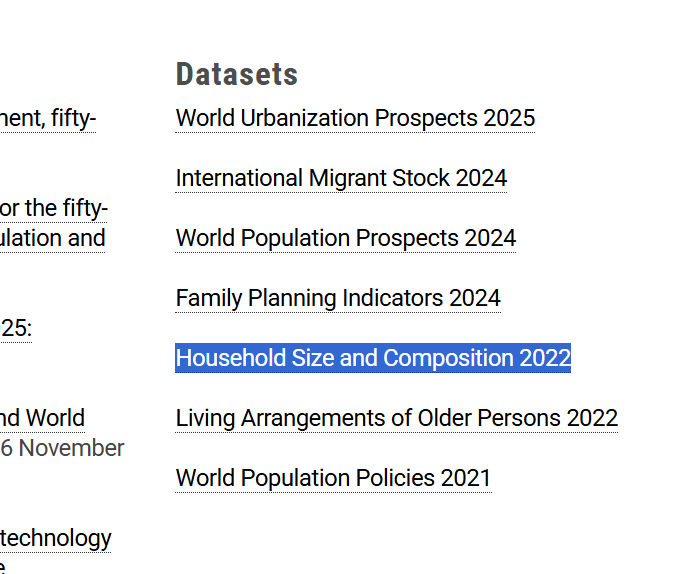 Datasets
ment, fifty-
World Urbanization Prospects 2025
International Migrant Stock 2024
or the fifty-
ulation and
World Population Prospects 2024
Family Planning Indicators 2024
25:
Household Size and Composition 2022
nd World
Living Arrangements of Older Persons 2022
6 November
World Population Policies 2021
technology